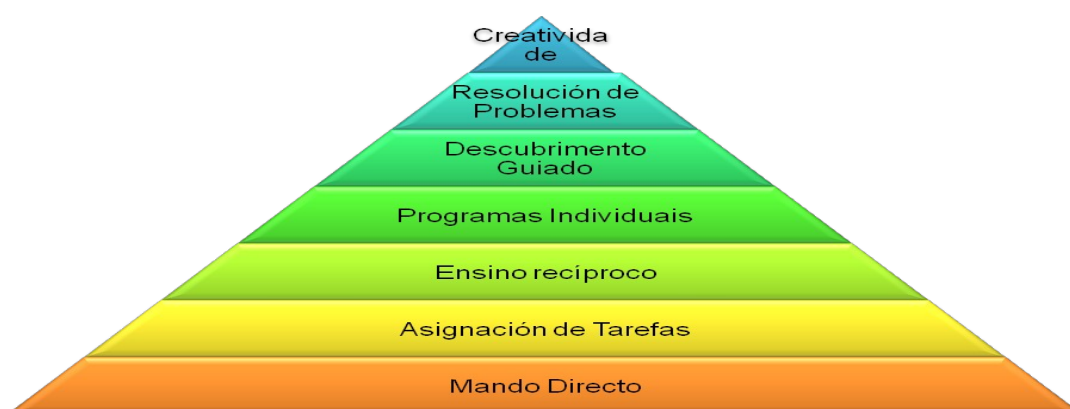 Creativida
de
Resolución de
Problemas
Descubrimento
Guiado
Programas Individuais
Ensino recíproco
Asignación de Tarefas
Mando Directo